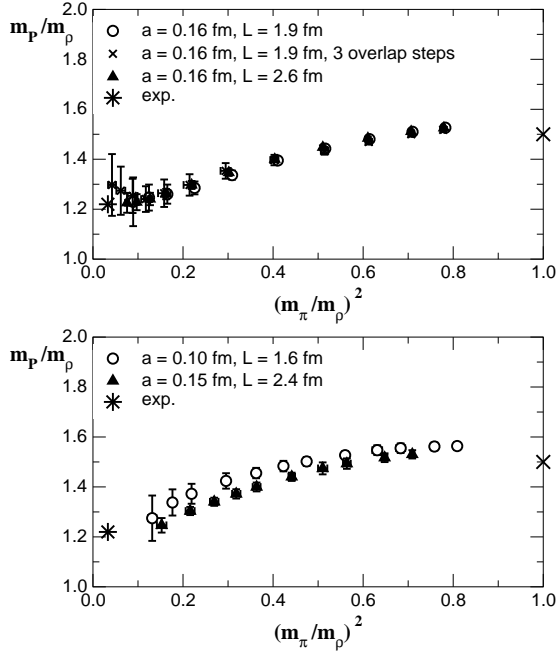 2.0
m_P/m_ρ
a = 0.16 fm, L = 1.9 fm
1.8
a = 0.16 fm, L = 1.9 fm, 3 overlap steps
a = 0.16 fm, L = 2.6 fm
exp.
1.6
1.4
1.2
1.0
0.0 0.2 0.4 0.6 0.8 1.0
(m_π/m_ρ)^2
2.0
m_P/m_ρ
a = 0.10 fm, L = 1.6 fm
1.8
a = 0.15 fm, L = 2.4 fm
exp.
1.6
1.4
1.2
1.0
0.0 0.2 0.4 0.6 0.8 1.0
(m_π/m_ρ)^2